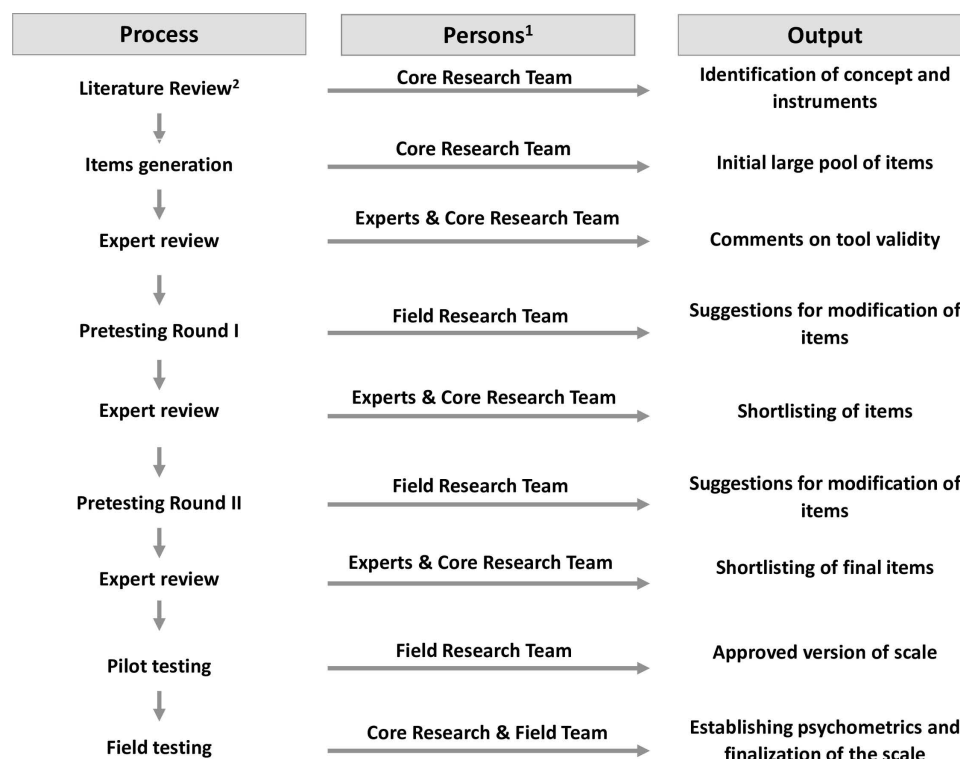 Process
Persons¹
Output
Literature Review²
Core Research Team
Identification of concept and
instruments
Items generation
Core Research Team
Initial large pool of items
Expert review
Experts & Core Research Team
Comments on tool validity
Pretesting Round I
Field Research Team
Suggestions for modification of
items
Expert review
Experts & Core Research Team
Shortlisting of items
Pretesting Round II
Field Research Team
Suggestions for modification of
items
Expert review
Experts & Core Research Team
Shortlisting of final items
Pilot testing
Field Research Team
Approved version of scale
Field testing
Core Research & Field Team
Establishing psychometrics and
finalization of the scale